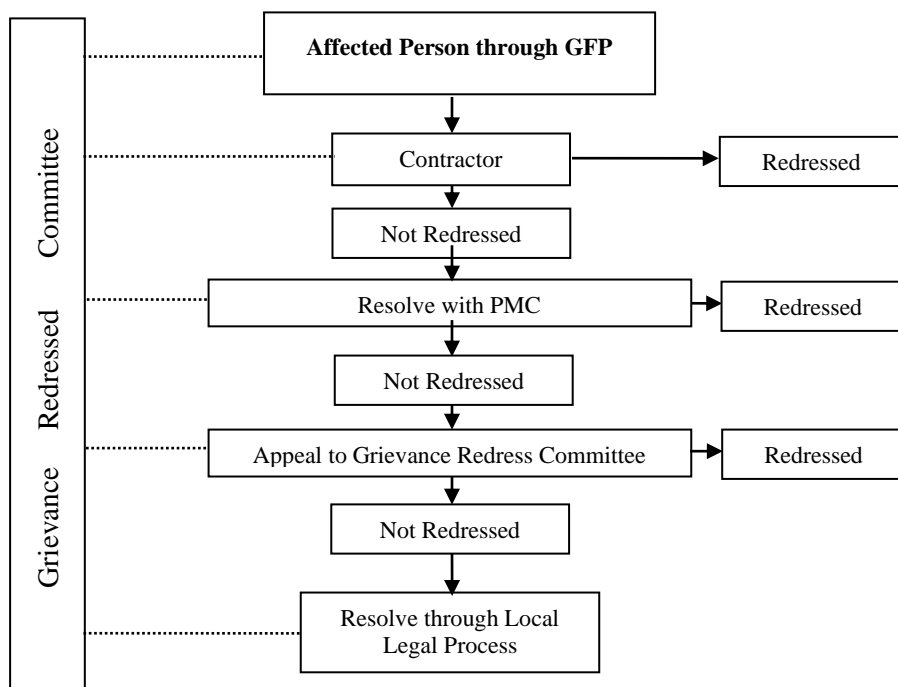 Affected Person through GFP
Contractor
Redressed
Not Redressed
Resolve with PMC
Redressed
Not Redressed
Appeal to Grievance Redress Committee
Redressed
Not Redressed
Resolve through Local
Legal Process
Grievance Redressed Committee